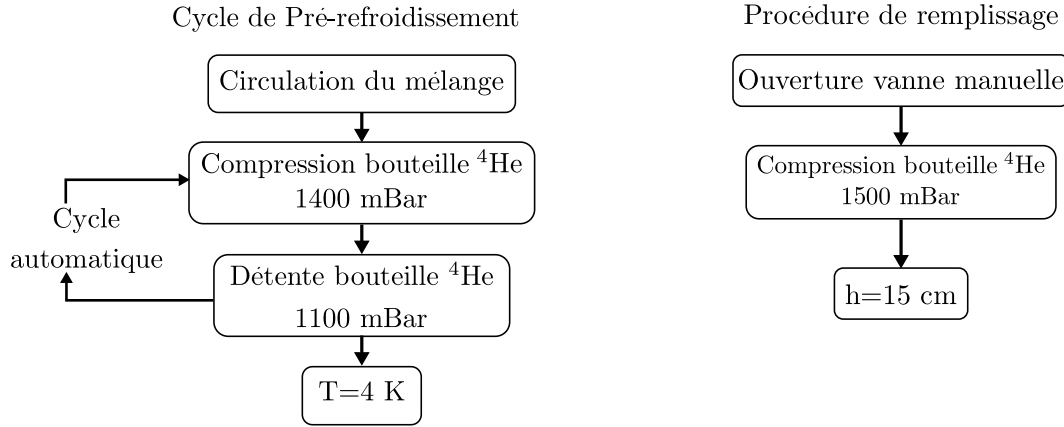 Cycle de Pré-refroidissement
Circulation du mélange
Compression bouteille ⁴He
1400 mBar
Cycle
automatique
Détente bouteille ⁴He
1100 mBar
T=4 K
Procédure de remplissage
Ouverture vanne manuelle
Compression bouteille ⁴He
1500 mBar
h=15 cm